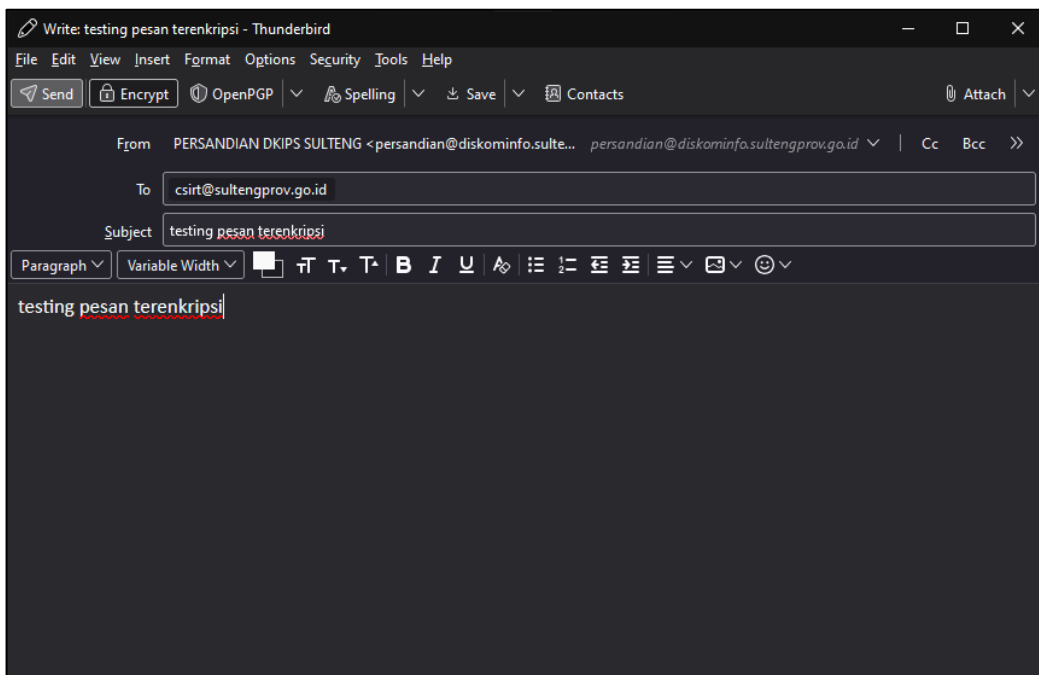 Write: testing pesan terenkripsi - Thunderbird
File Edit View Insert Format Options Security Tools Help
Send Encrypt OpenPGP Spelling Save Contacts Attach
From PERSANDIAN DKIPS SULTENG <persandian@diskominfo.sulte... persandian@diskominfo.sultengprov.go.id Cc Bcc
To csirt@sultengprov.go.id
Subject testing pesan terenkripsi
Paragraph Variable Width
testing pesan terenkripsi